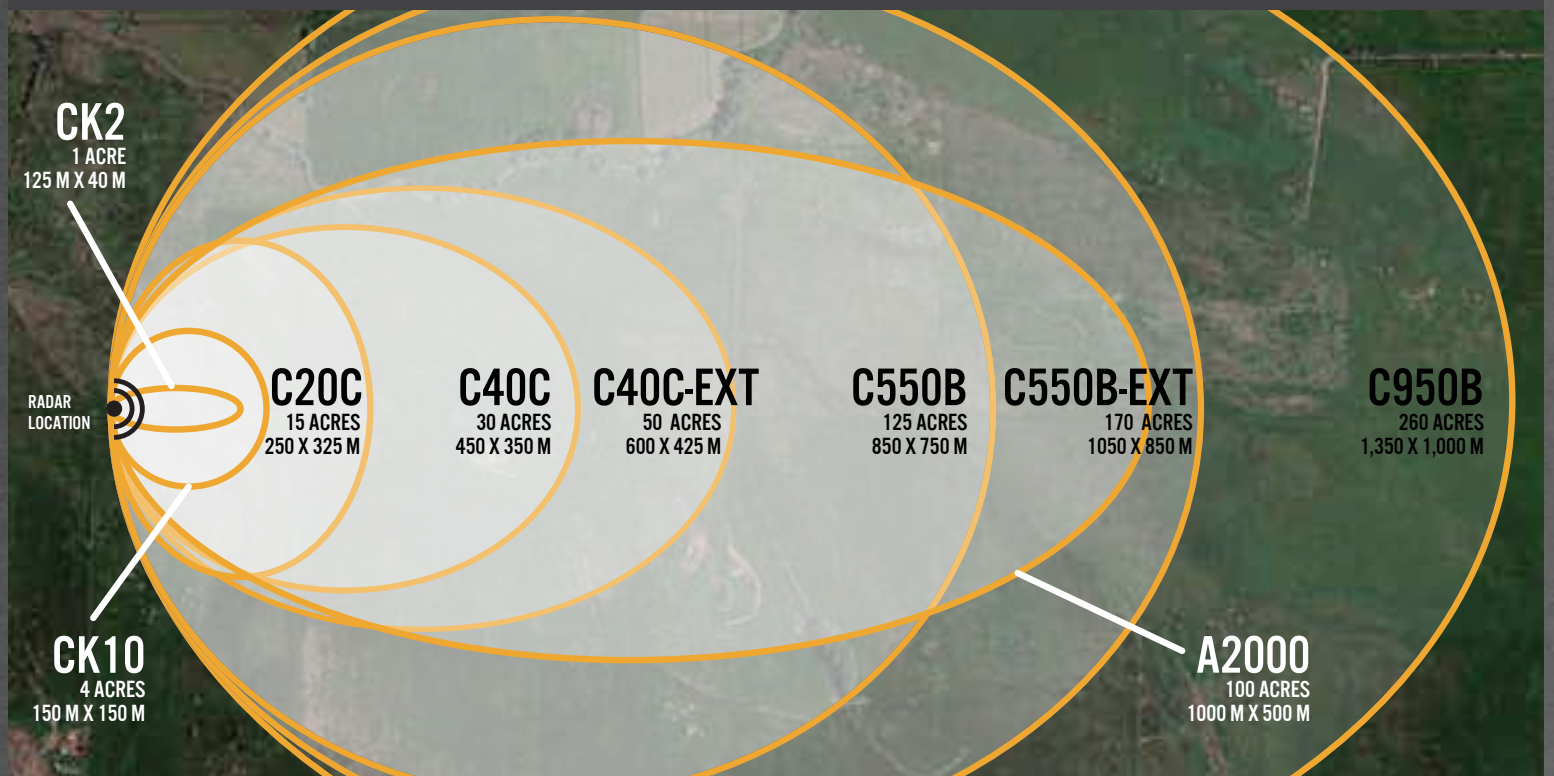 CK2
1 ACRE
125 M X 40 M
RADAR
LOCATION
C20C
15 ACRES
250 X 325 M
C40C
30 ACRES
450 X 350 M
C40C-EXT
50 ACRES
600 X 425 M
C550B
125 ACRES
850 X 750 M
C550B-EXT
170 ACRES
1050 X 850 M
C950B
260 ACRES
1,350 X 1,000 M
CK10
4 ACRES
150 M X 150 M
A2000
100 ACRES
1000 M X 500 M